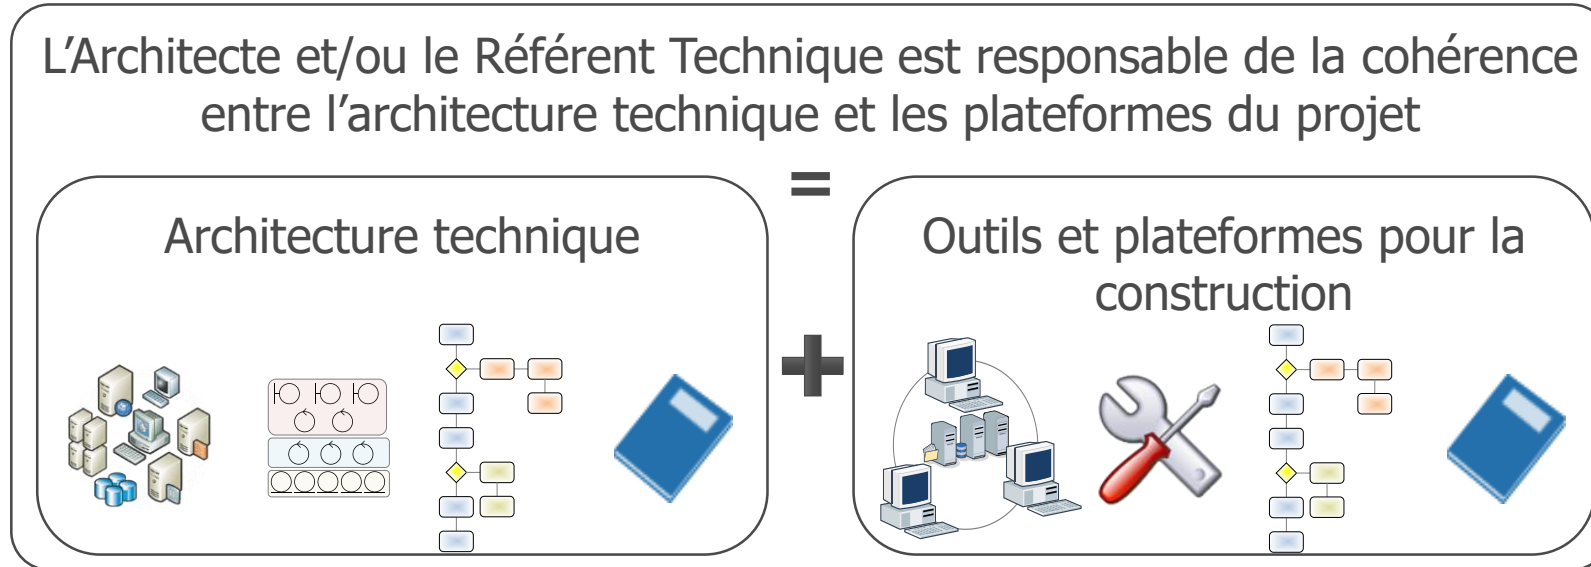 L’Architecte et/ou le Référent Technique est responsable de la cohérence
entre l’architecture technique et les plateformes du projet
=
Architecture technique
+
Outils et plateformes pour la
construction